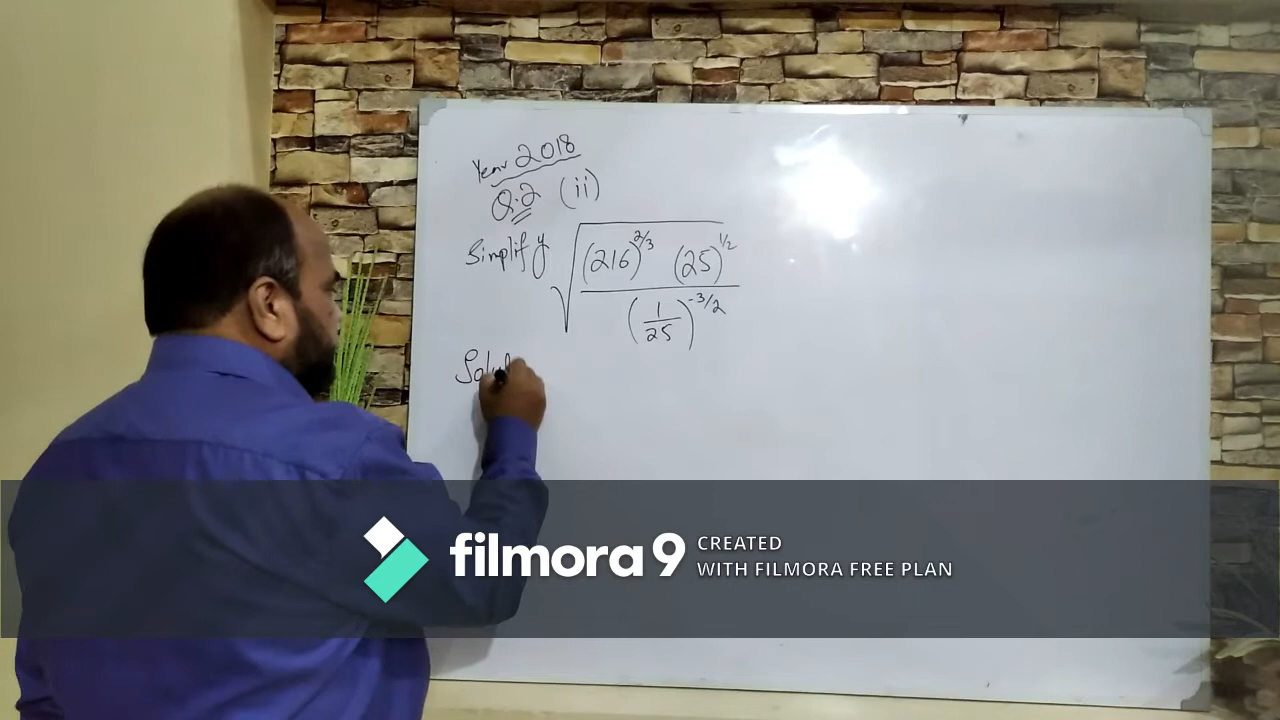 Year 2018
Q.2 (ii)
Simplify √((216)^2/3 (25)^1/2 / (1/25)^-3/2)
filmora 9 CREATED
WITH FILMORA FREE PLAN